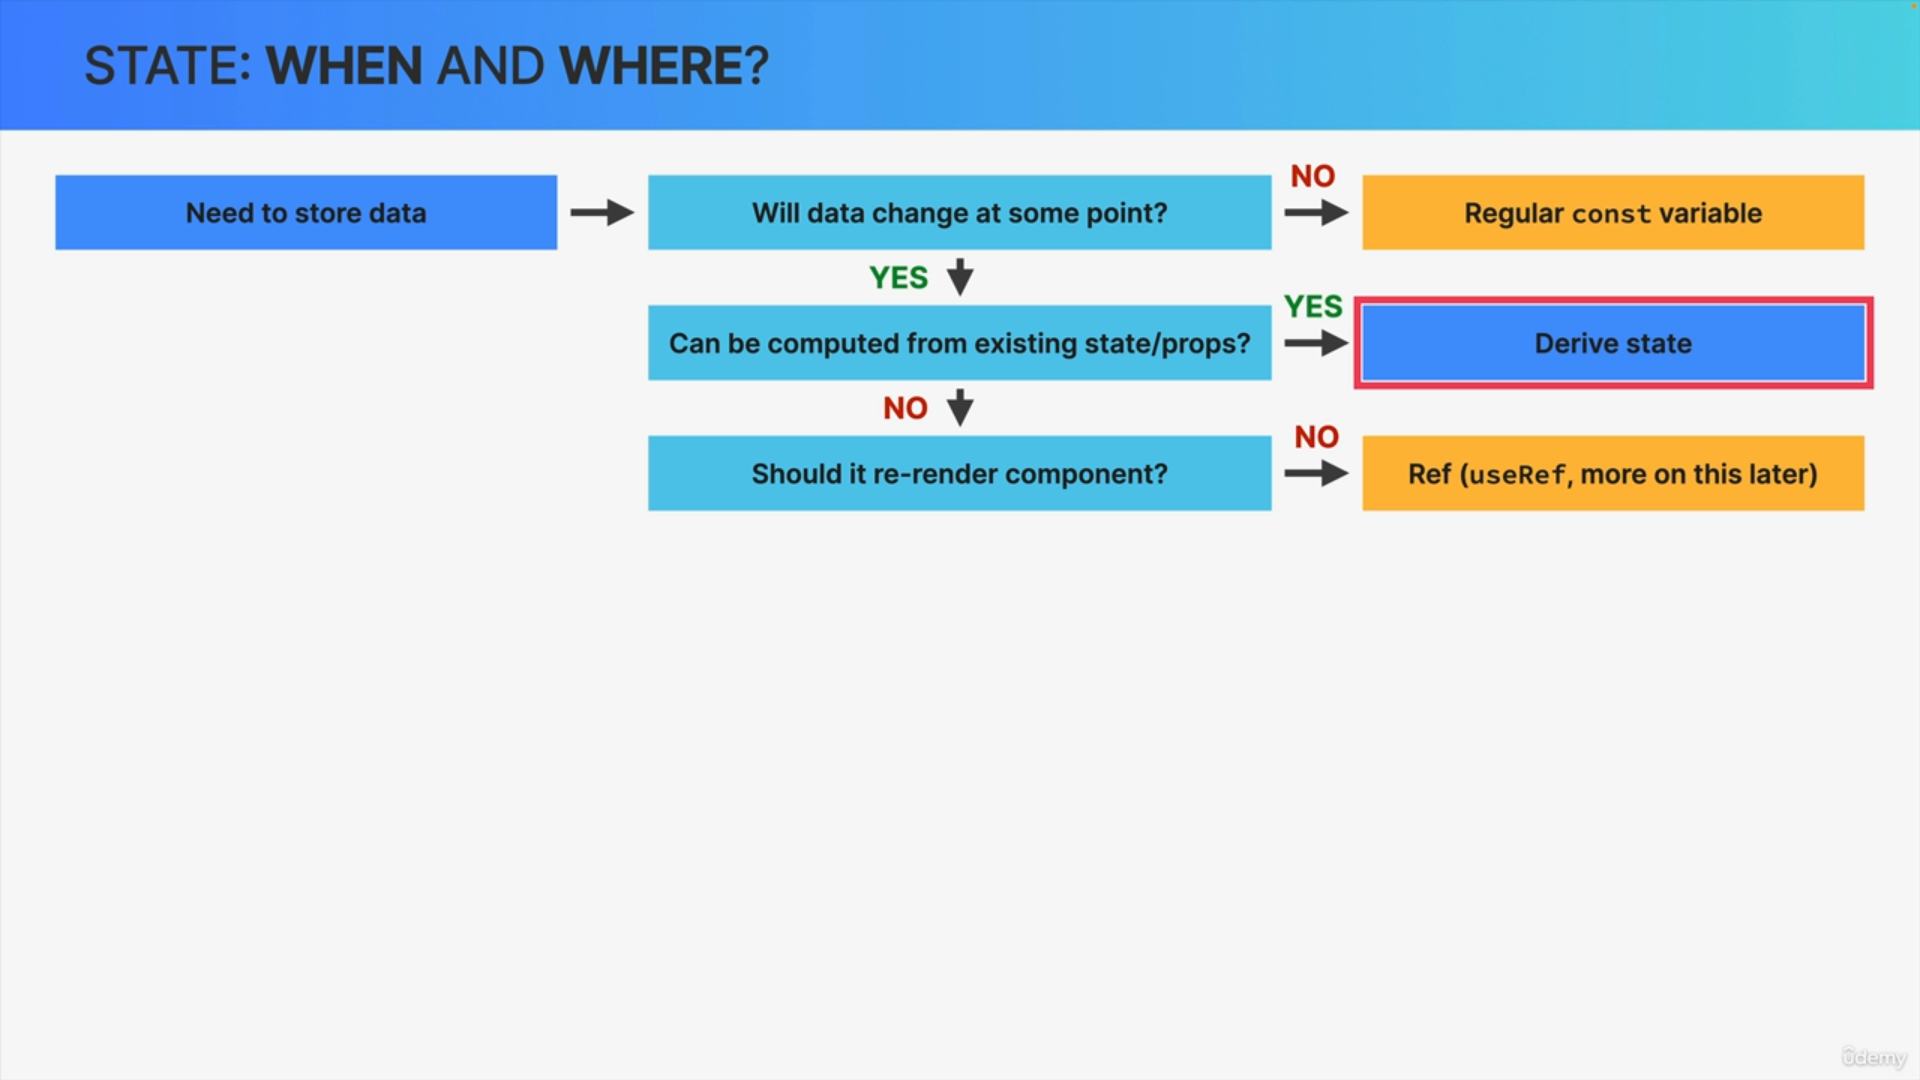 STATE: WHEN AND WHERE?
Need to store data
Will data change at some point?
NO
Regular const variable
YES
Can be computed from existing state/props?
YES
Derive state
NO
Should it re-render component?
NO
Ref (useRef, more on this later)
ûdemy